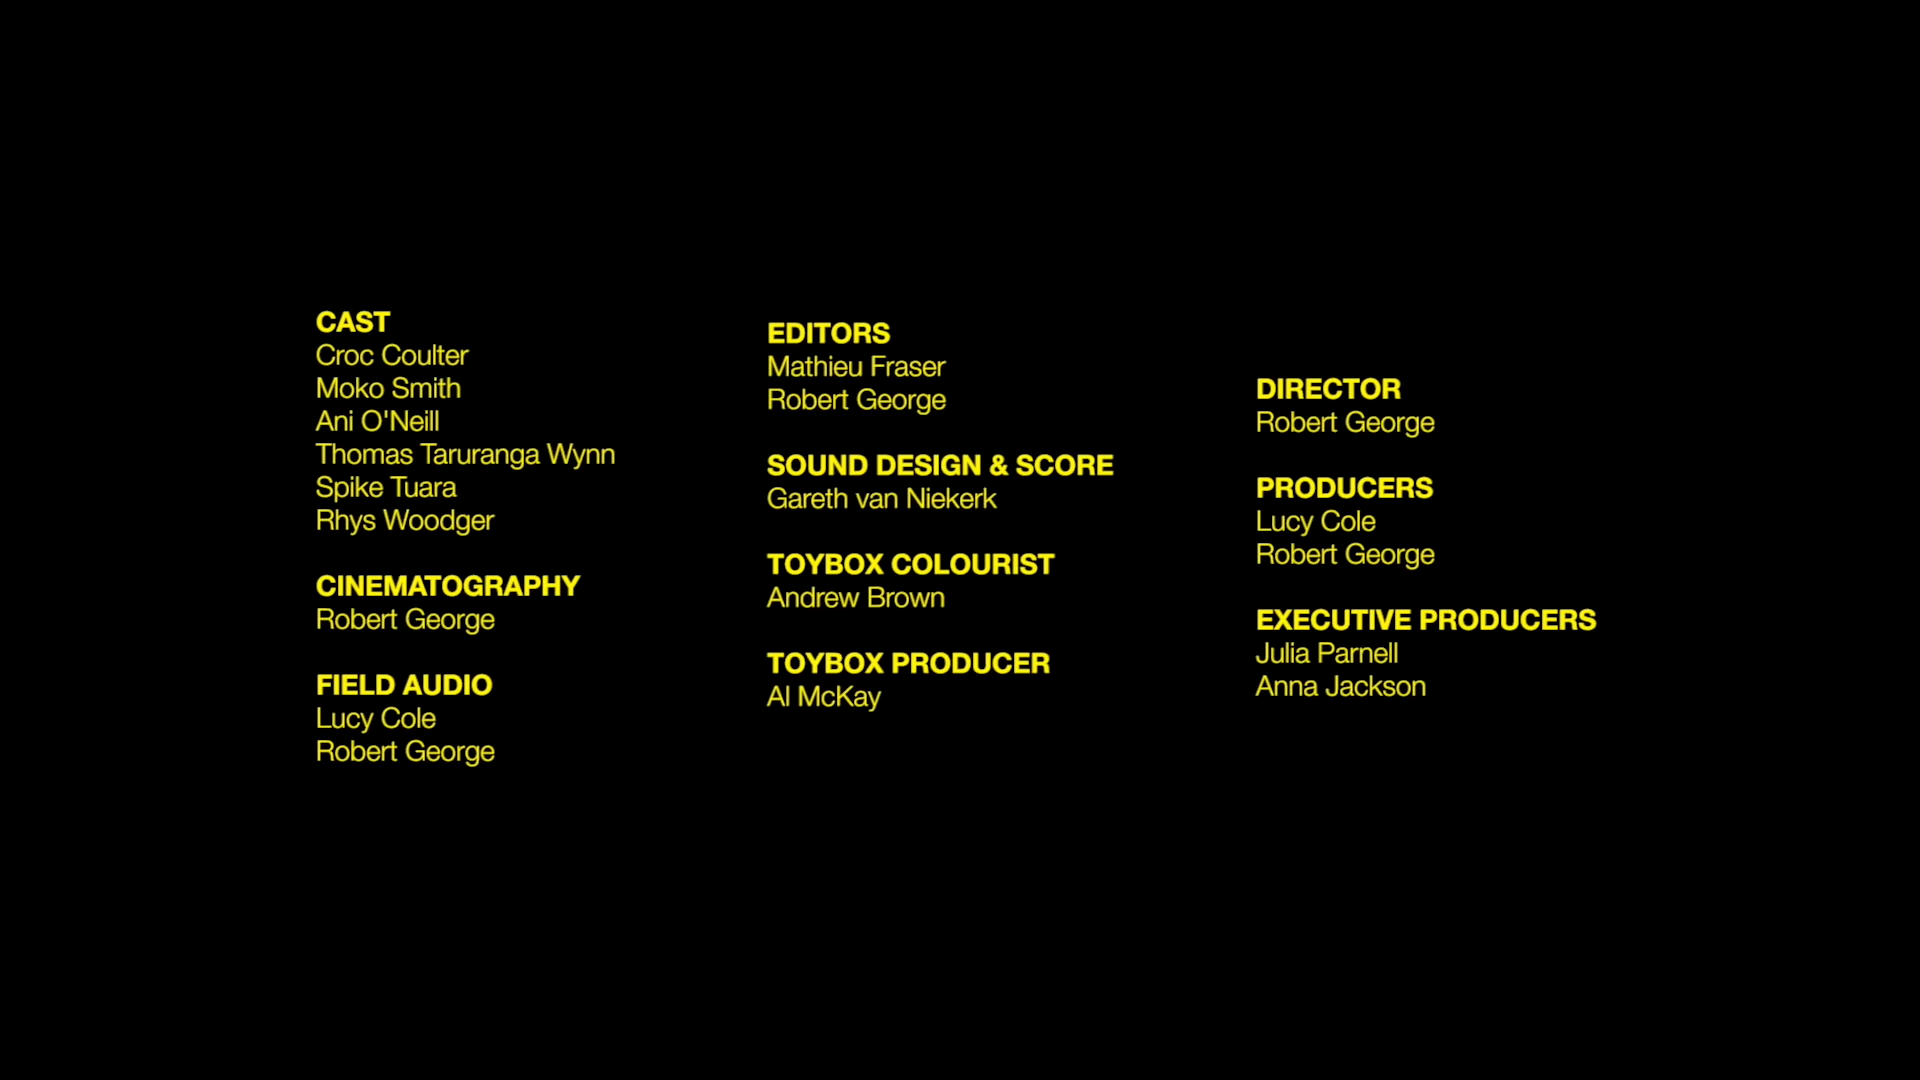 CAST
Croc Coulter
Moko Smith
Ani O'Neill
Thomas Taruranga Wynn
Spike Tuara
Rhys Woodger
CINEMATOGRAPHY
Robert George
FIELD AUDIO
Lucy Cole
Robert George
EDITORS
Mathieu Fraser
Robert George
SOUND DESIGN & SCORE
Gareth van Niekerk
TOYBOX COLOURIST
Andrew Brown
TOYBOX PRODUCER
Al McKay
DIRECTOR
Robert George
PRODUCERS
Lucy Cole
Robert George
EXECUTIVE PRODUCERS
Julia Parnell
Anna Jackson